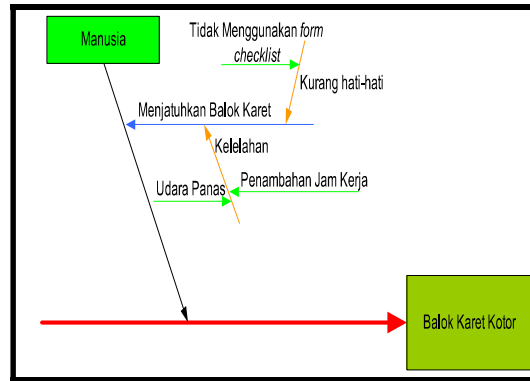 Manusia
Tidak Menggunakan form
checklist
Kurang hati-hati
Menjatuhkan Balok Karet
Kelelahan
Udara Panas
Penambahan Jam Kerja
Balok Karet Kotor